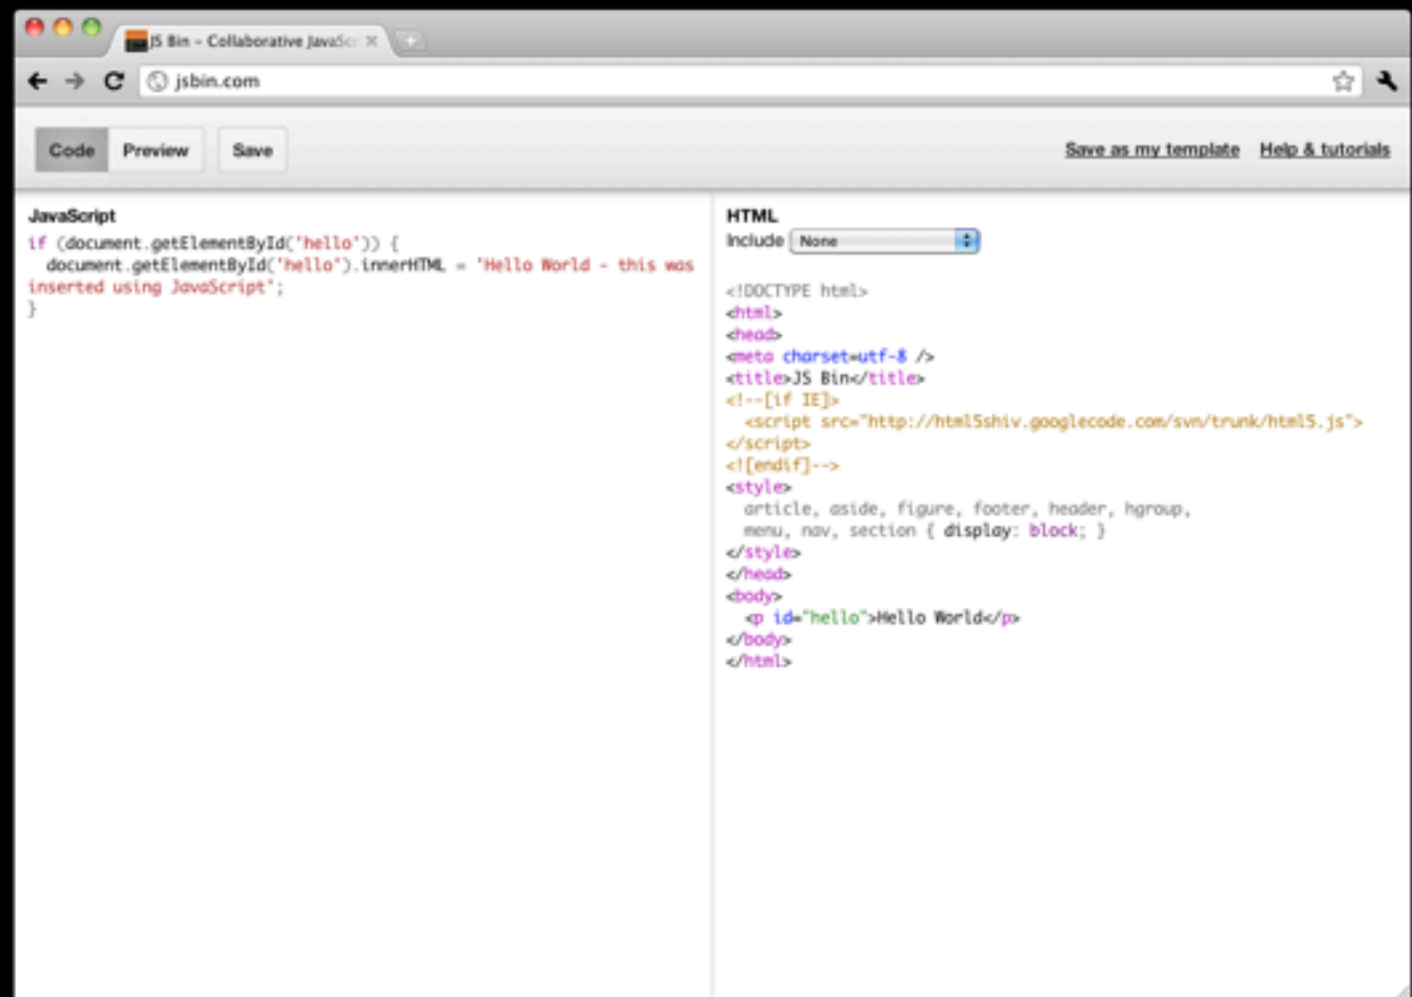 JS Bin - Collaborative JavaScr
jsbin.com
Code Preview Save
Save as my template Help & tutorials
JavaScript
if (document.getElementById('hello')) {
  document.getElementById('hello').innerHTML = 'Hello World - this was
inserted using JavaScript';
}
HTML
Include None
<!DOCTYPE html>
<html>
<head>
<meta charset=utf-8 />
<title>JS Bin</title>
<!--[if IE]>
  <script src="http://html5shiv.googlecode.com/svn/trunk/html5.js">
</script>
<![endif]-->
<style>
  article, aside, figure, footer, header, hgroup,
  menu, nav, section { display: block; }
</style>
</head>
<body>
  <p id="hello">Hello World</p>
</body>
</html>